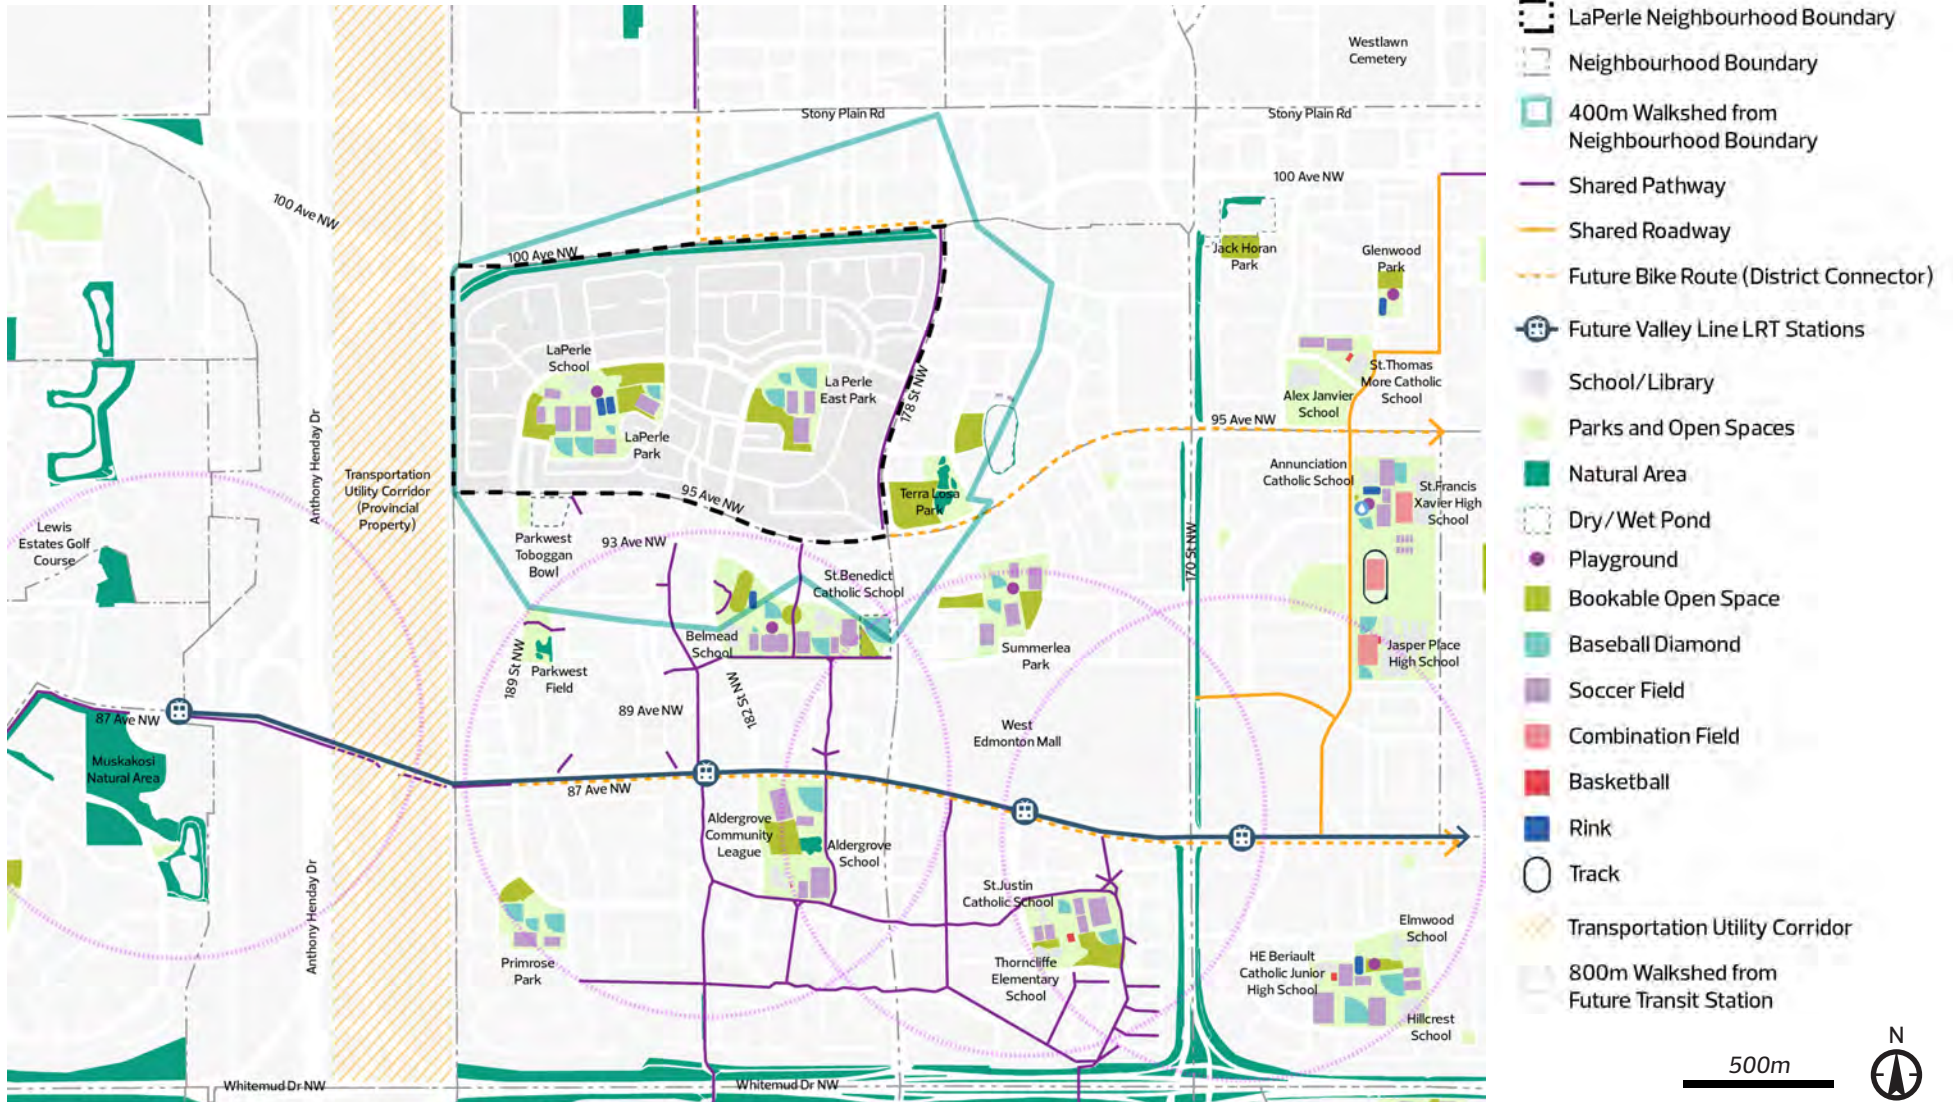 Westlawn
Cemetery
Stony Plain Rd
Stony Plain Rd
100 Ave NW
100 Ave NW
100 Ave NW
Jack Horan
Park
Glenwood
Park
LaPerle
School
La Perle
East Park
178 St NW
St.Thomas
More Catholic
School
Alex Janvier
School
95 Ave NW
LaPerle
Park
Anthony Henday Dr
Transportation
Utility Corridor
(Provincial
Property)
Annunciation
Catholic School
St.Francis
Xavier High
School
95 Ave NW
Terra Losa
Park
Lewis
Estates Golf
Course
Parkwest
Toboggan
Bowl
93 Ave NW
170 St NW
St.Benedict
Catholic School
Belmead
School
Summerlea
Park
Jasper Place
High School
189 St NW
Parkwest
Field
182 St NW
89 Ave NW
West
Edmonton Mall
87 Ave NW
Muskakosi
Natural Area
87 Ave NW
Aldergrove
Community
League
Aldergrove
School
Anthony Henday Dr
St.Justin
Catholic School
Primrose
Park
Thorncliffe
Elementary
School
Elmwood
School
HE Beriault
Catholic Junior
High School
Hillcrest
School
Whitemud Dr NW
Whitemud Dr NW
LaPerle Neighbourhood Boundary
Neighbourhood Boundary
400m Walkshed from
Neighbourhood Boundary
Shared Pathway
Shared Roadway
Future Bike Route (District Connector)
Future Valley Line LRT Stations
School/Library
Parks and Open Spaces
Natural Area
Dry/Wet Pond
Playground
Bookable Open Space
Baseball Diamond
Soccer Field
Combination Field
Basketball
Rink
Track
Transportation Utility Corridor
800m Walkshed from
Future Transit Station
500m
N